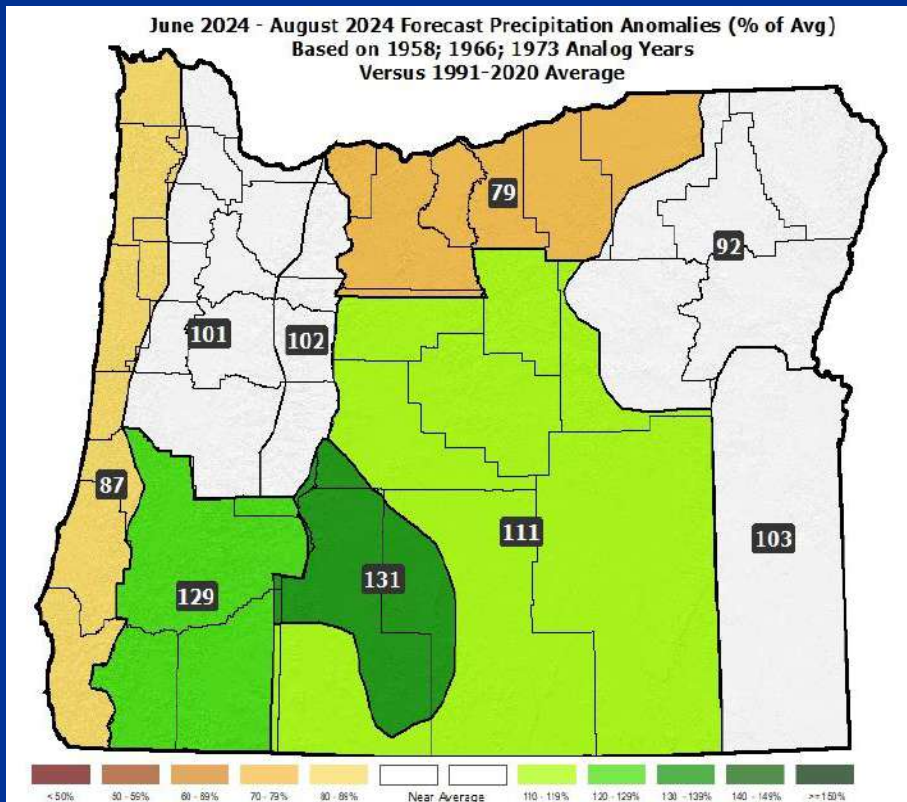 June 2024 - August 2024 Forecast Precipitation Anomalies (% of Avg)
Based on 1958; 1966; 1973 Analog Years
Versus 1991-2020 Average
79
92
101
102
87
111
103
131
129
< 50%
50 - 59%
60 - 69%
70 - 79%
80 - 89%
Near Average
110 - 119%
120 - 129%
130 - 139%
140 - 149%
>=150%